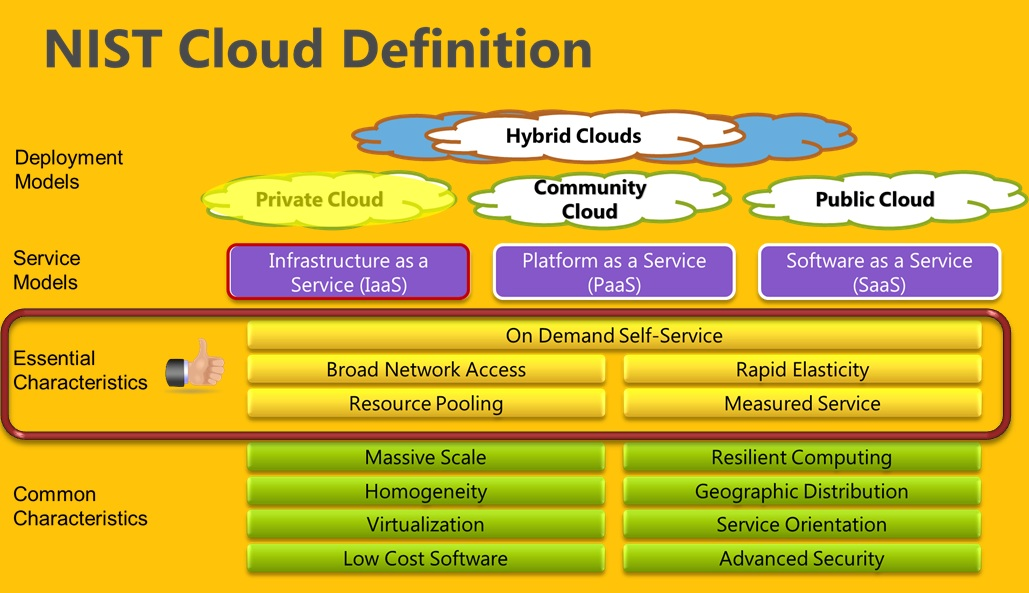 NIST Cloud Definition
Hybrid Clouds
Deployment
Models
Private Cloud
Community
Cloud
Public Cloud
Service
Models
Infrastructure as a
Service (IaaS)
Platform as a Service
(PaaS)
Software as a Service
(SaaS)
Essential
Characteristics
On Demand Self-Service
Broad Network Access
Rapid Elasticity
Resource Pooling
Measured Service
Common
Characteristics
Massive Scale
Resilient Computing
Homogeneity
Geographic Distribution
Virtualization
Service Orientation
Low Cost Software
Advanced Security